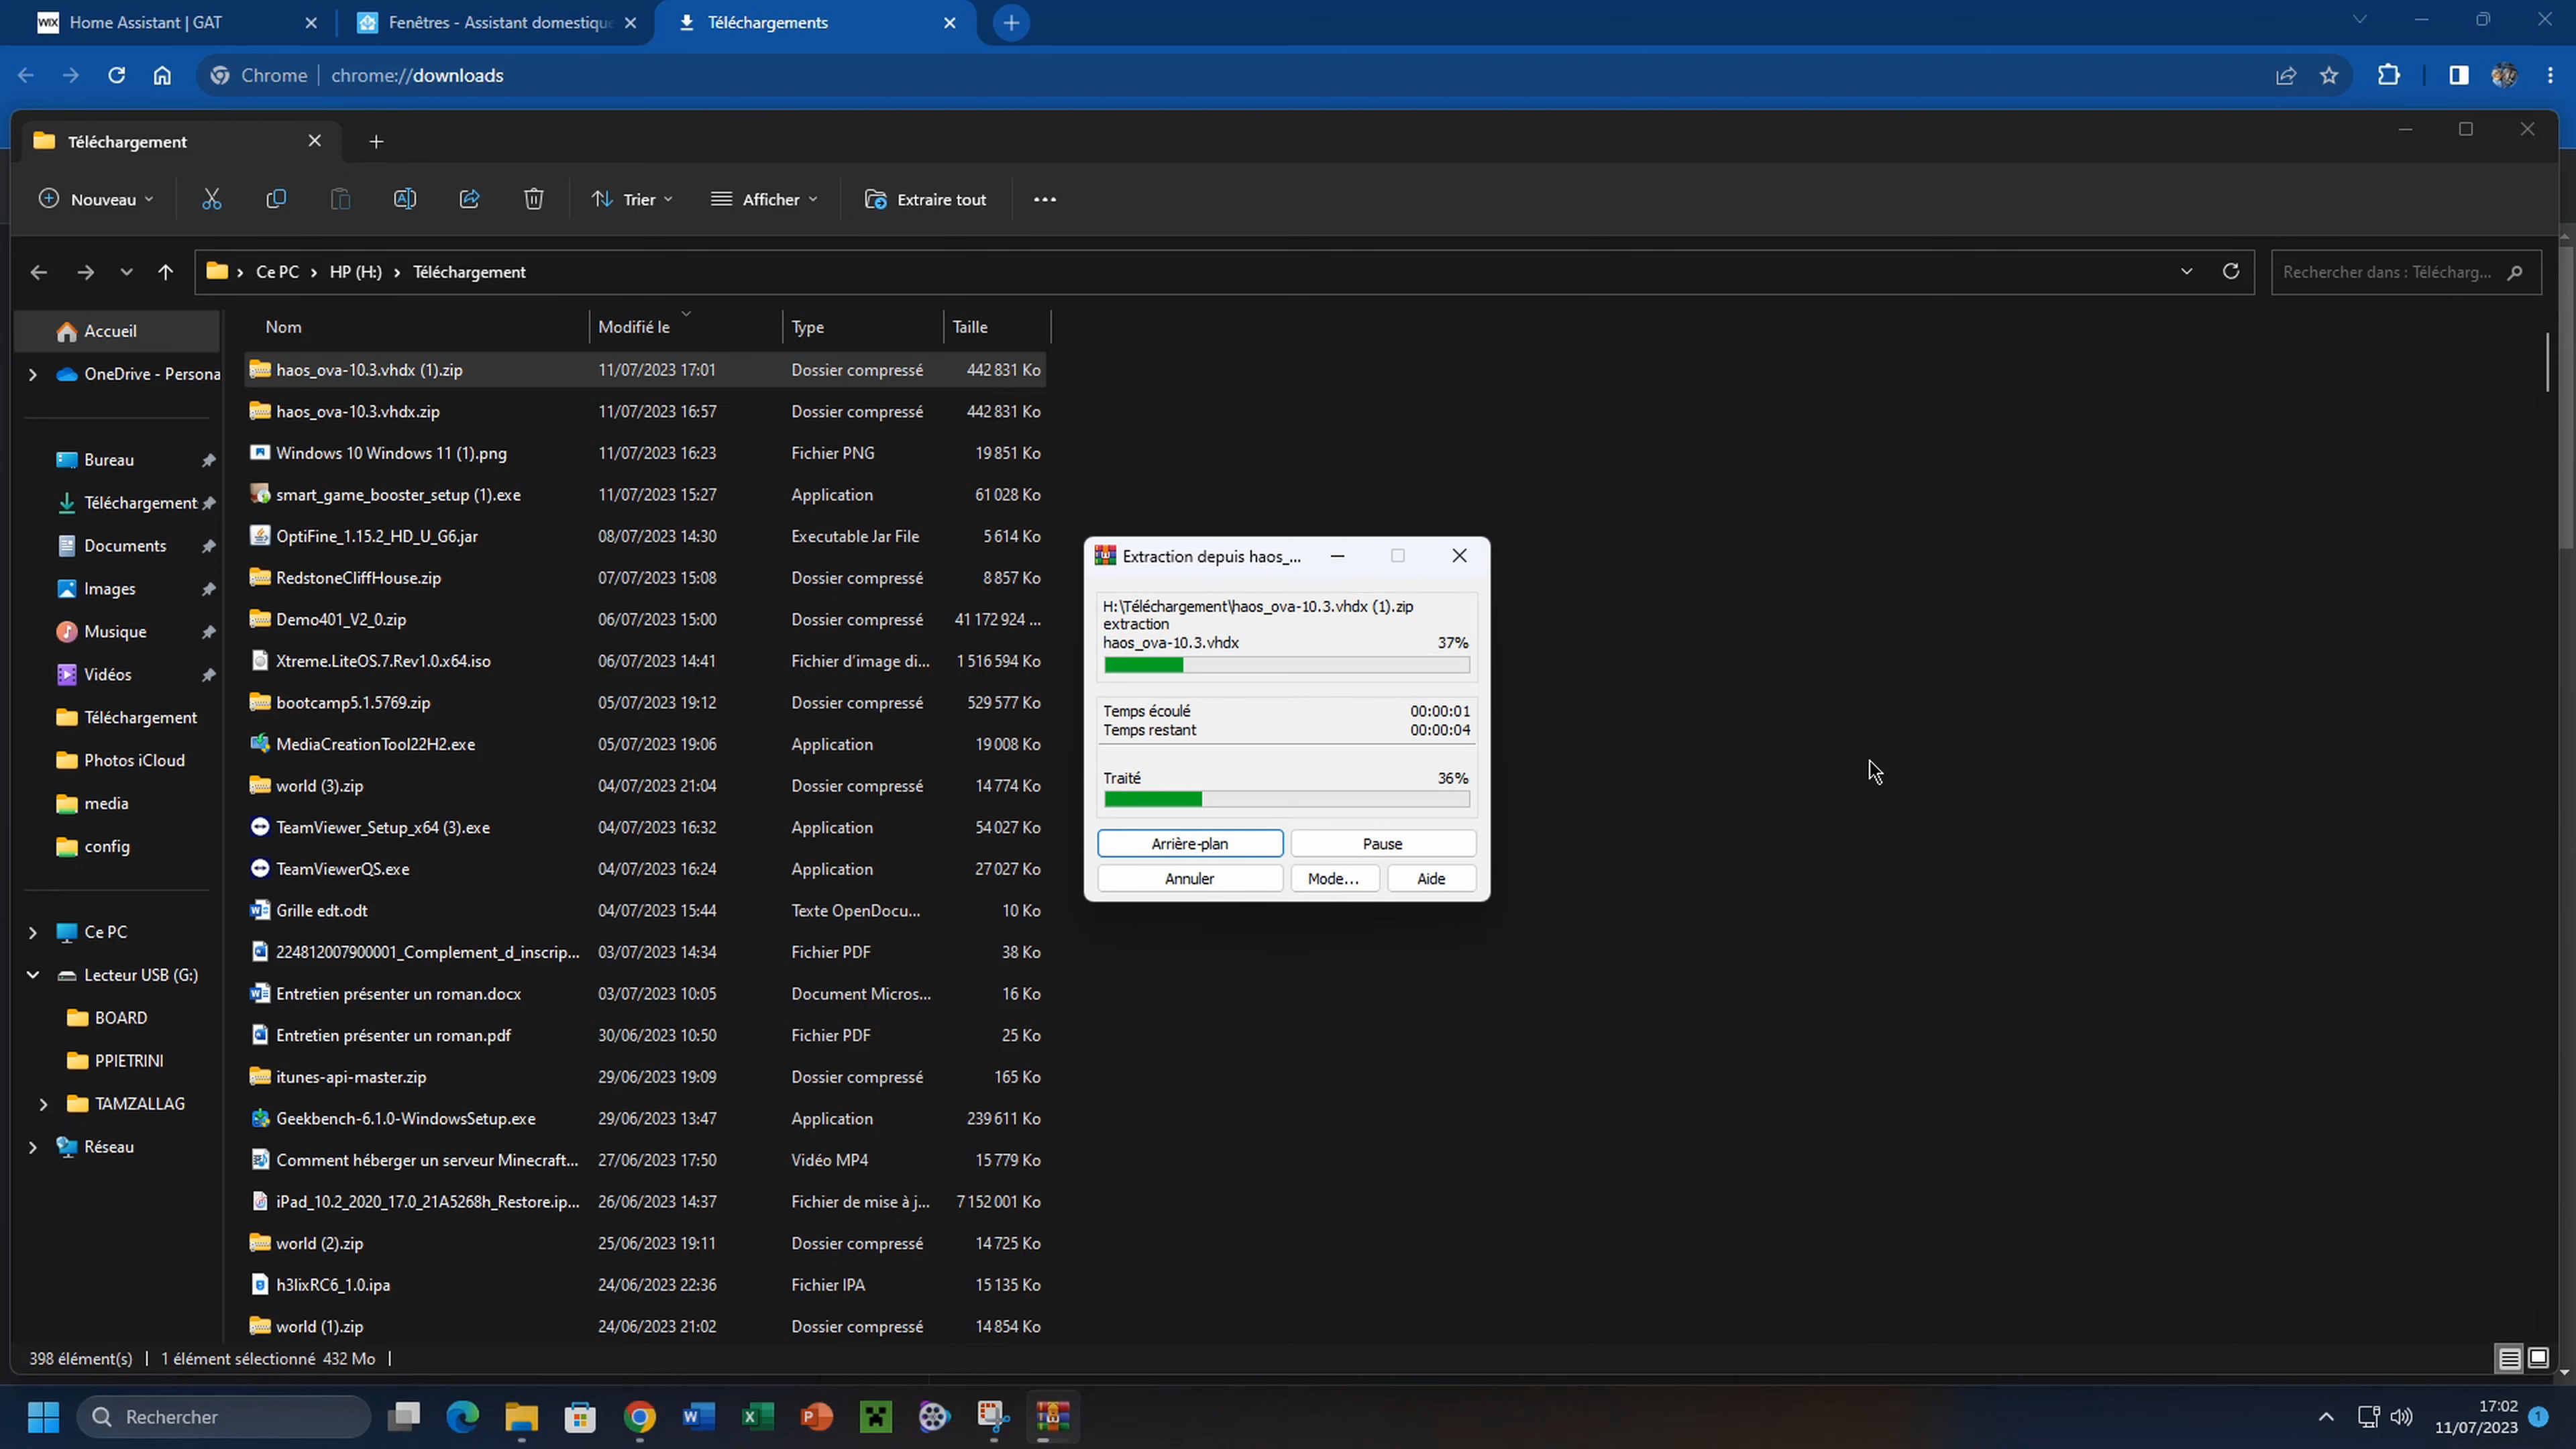 WIX Home Assistant | GAT
Fenêtres - Assistant domestique
Téléchargements
Chrome | chrome://downloads
Téléchargement
Nouveau
Trier
Afficher
Extraire tout
Ce PC > HP (H:) > Téléchargement
Rechercher dans : Télécharg...
Nom Modifié le Type Taille
Accueil
OneDrive - Persona
Bureau
Téléchargement
Documents
Images
Musique
Vidéos
Téléchargement
Photos iCloud
media
config
Ce PC
Lecteur USB (G:)
BOARD
PPIETRINI
TAMZALLAG
Réseau
haos_ova-10.3.vhdx (1).zip 11/07/2023 17:01 Dossier compressé 442 831 Ko
haos_ova-10.3.vhdx.zip 11/07/2023 16:57 Dossier compressé 442 831 Ko
Windows 10 Windows 11 (1).png 11/07/2023 16:23 Fichier PNG 19 851 Ko
smart_game_booster_setup (1).exe 11/07/2023 15:27 Application 61 028 Ko
OptiFine_1.15.2_HD_U_G6.jar 08/07/2023 14:30 Executable Jar File 5 614 Ko
RedstoneCliffHouse.zip 07/07/2023 15:08 Dossier compressé 8 857 Ko
Demo401_V2_0.zip 06/07/2023 15:00 Dossier compressé 41 172 924 ...
Xtreme.LiteOS.7.Rev1.0.x64.iso 06/07/2023 14:41 Fichier d'image di... 1 516 594 Ko
bootcamp5.1.5769.zip 05/07/2023 19:12 Dossier compressé 529 577 Ko
MediaCreationTool22H2.exe 05/07/2023 19:06 Application 19 008 Ko
world (3).zip 04/07/2023 21:04 Dossier compressé 14 774 Ko
TeamViewer_Setup_x64 (3).exe 04/07/2023 16:32 Application 54 027 Ko
TeamViewerQS.exe 04/07/2023 16:24 Application 27 027 Ko
Grille edt.odt 04/07/2023 15:44 Texte OpenDocu... 10 Ko
224812007900001_Complement_d_inscrip... 03/07/2023 14:34 Fichier PDF 38 Ko
Entretien présenter un roman.docx 03/07/2023 10:05 Document Micros... 16 Ko
Entretien présenter un roman.pdf 30/06/2023 10:50 Fichier PDF 25 Ko
itunes-api-master.zip 29/06/2023 19:09 Dossier compressé 165 Ko
Geekbench-6.1.0-WindowsSetup.exe 29/06/2023 13:47 Application 239 611 Ko
Comment héberger un serveur Minecraft... 27/06/2023 17:50 Vidéo MP4 15 779 Ko
iPad_10.2_2020_17.0_21A5268h_Restore.ip... 26/06/2023 14:37 Fichier de mise à j... 7 152 001 Ko
world (2).zip 25/06/2023 19:11 Dossier compressé 14 725 Ko
h3lixRC6_1.0.ipa 24/06/2023 22:36 Fichier IPA 15 135 Ko
world (1).zip 24/06/2023 21:02 Dossier compressé 14 854 Ko
Extraction depuis haos_...
H:\Téléchargement\haos_ova-10.3.vhdx (1).zip
extraction
haos_ova-10.3.vhdx 37%
Temps écoulé 00:00:01
Temps restant 00:00:04
Traité 36%
Arrière-plan Pause
Annuler Mode... Aide
398 élément(s) | 1 élément sélectionné 432 Mo |
Rechercher
17:02
11/07/2023
1